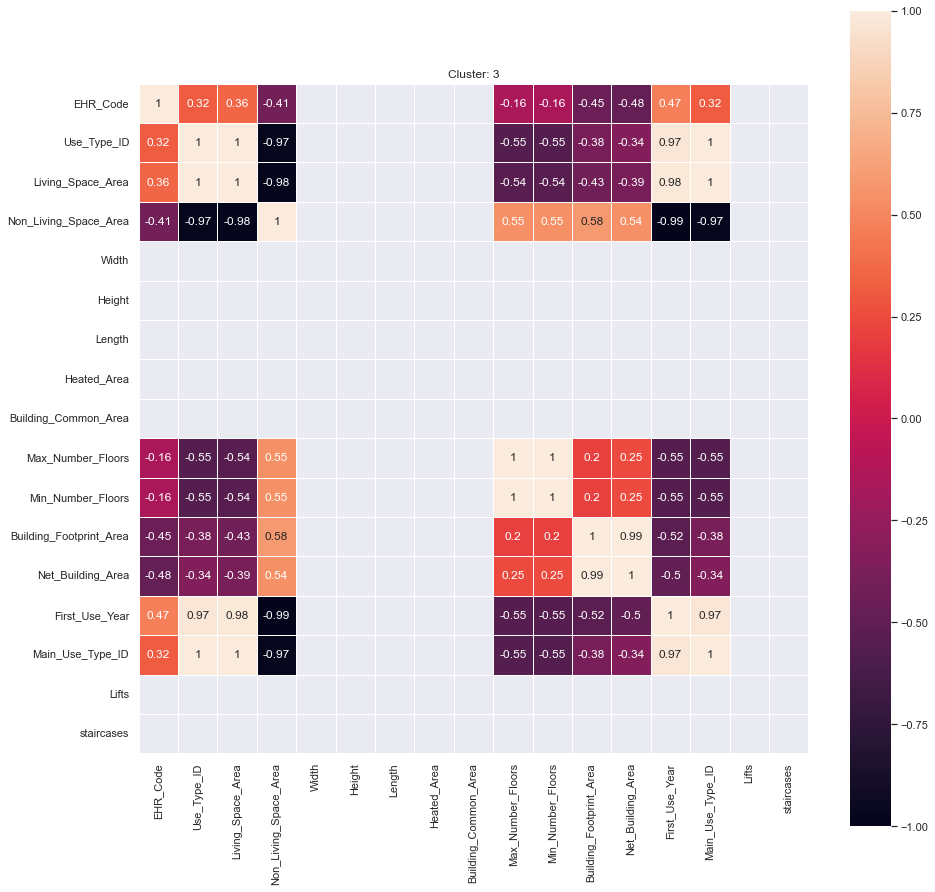 Cluster: 3
EHR_Code 1 0.32 0.36 -0.41 -0.16 -0.16 -0.45 -0.48 0.47 0.32
Use_Type_ID 0.32 1 1 -0.97 -0.55 -0.55 -0.38 -0.34 0.97 1
Living_Space_Area 0.36 1 1 -0.98 -0.54 -0.54 -0.43 -0.39 0.98 1
Non_Living_Space_Area -0.41 -0.97 -0.98 1 0.55 0.55 0.58 0.54 -0.99 -0.97
Width
Height
Length
Heated_Area
Building_Common_Area
Max_Number_Floors -0.16 -0.55 -0.54 0.55 1 1 0.2 0.25 -0.55 -0.55
Min_Number_Floors -0.16 -0.55 -0.54 0.55 1 1 0.2 0.25 -0.55 -0.55
Building_Footprint_Area -0.45 -0.38 -0.43 0.58 0.2 0.2 1 0.99 -0.52 -0.38
Net_Building_Area -0.48 -0.34 -0.39 0.54 0.25 0.25 0.99 1 -0.5 -0.34
First_Use_Year 0.47 0.97 0.98 -0.99 -0.55 -0.55 -0.52 -0.5 1 0.97
Main_Use_Type_ID 0.32 1 1 -0.97 -0.55 -0.55 -0.38 -0.34 0.97 1
Lifts
staircases
EHR_Code
Use_Type_ID
Living_Space_Area
Non_Living_Space_Area
Width
Height
Length
Heated_Area
Building_Common_Area
Max_Number_Floors
Min_Number_Floors
Building_Footprint_Area
Net_Building_Area
First_Use_Year
Main_Use_Type_ID
Lifts
staircases
1.00
0.75
0.50
0.25
0.00
−0.25
−0.50
−0.75
−1.00